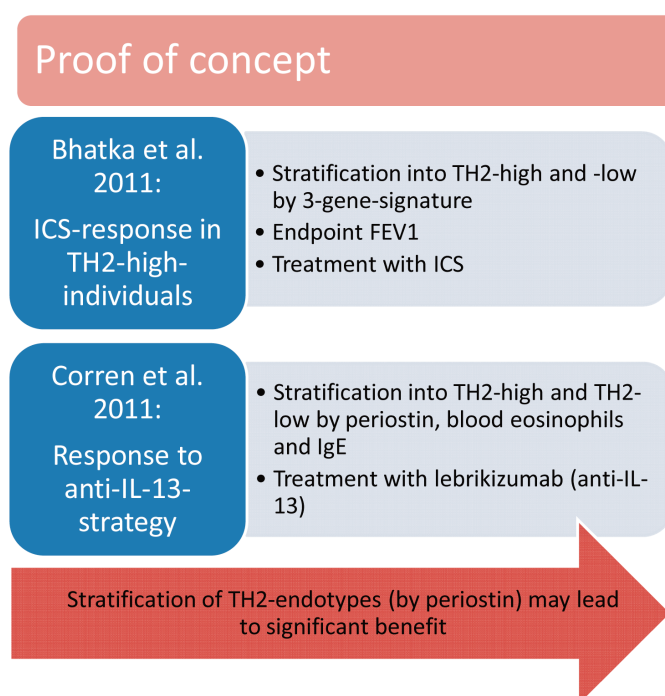 Proof of concept
Bhatka et al.
2011:
ICS-response in
TH2-high-
individuals
• Stratification into TH2-high and -low
by 3-gene-signature
• Endpoint FEV1
• Treatment with ICS
Corren et al.
2011:
Response to
anti-IL-13-
strategy
• Stratification into TH2-high and TH2-
low by periostin, blood eosinophils
and IgE
• Treatment with lebrikizumab (anti-IL-
13)
Stratification of TH2-endotypes (by periostin) may lead
to significant benefit